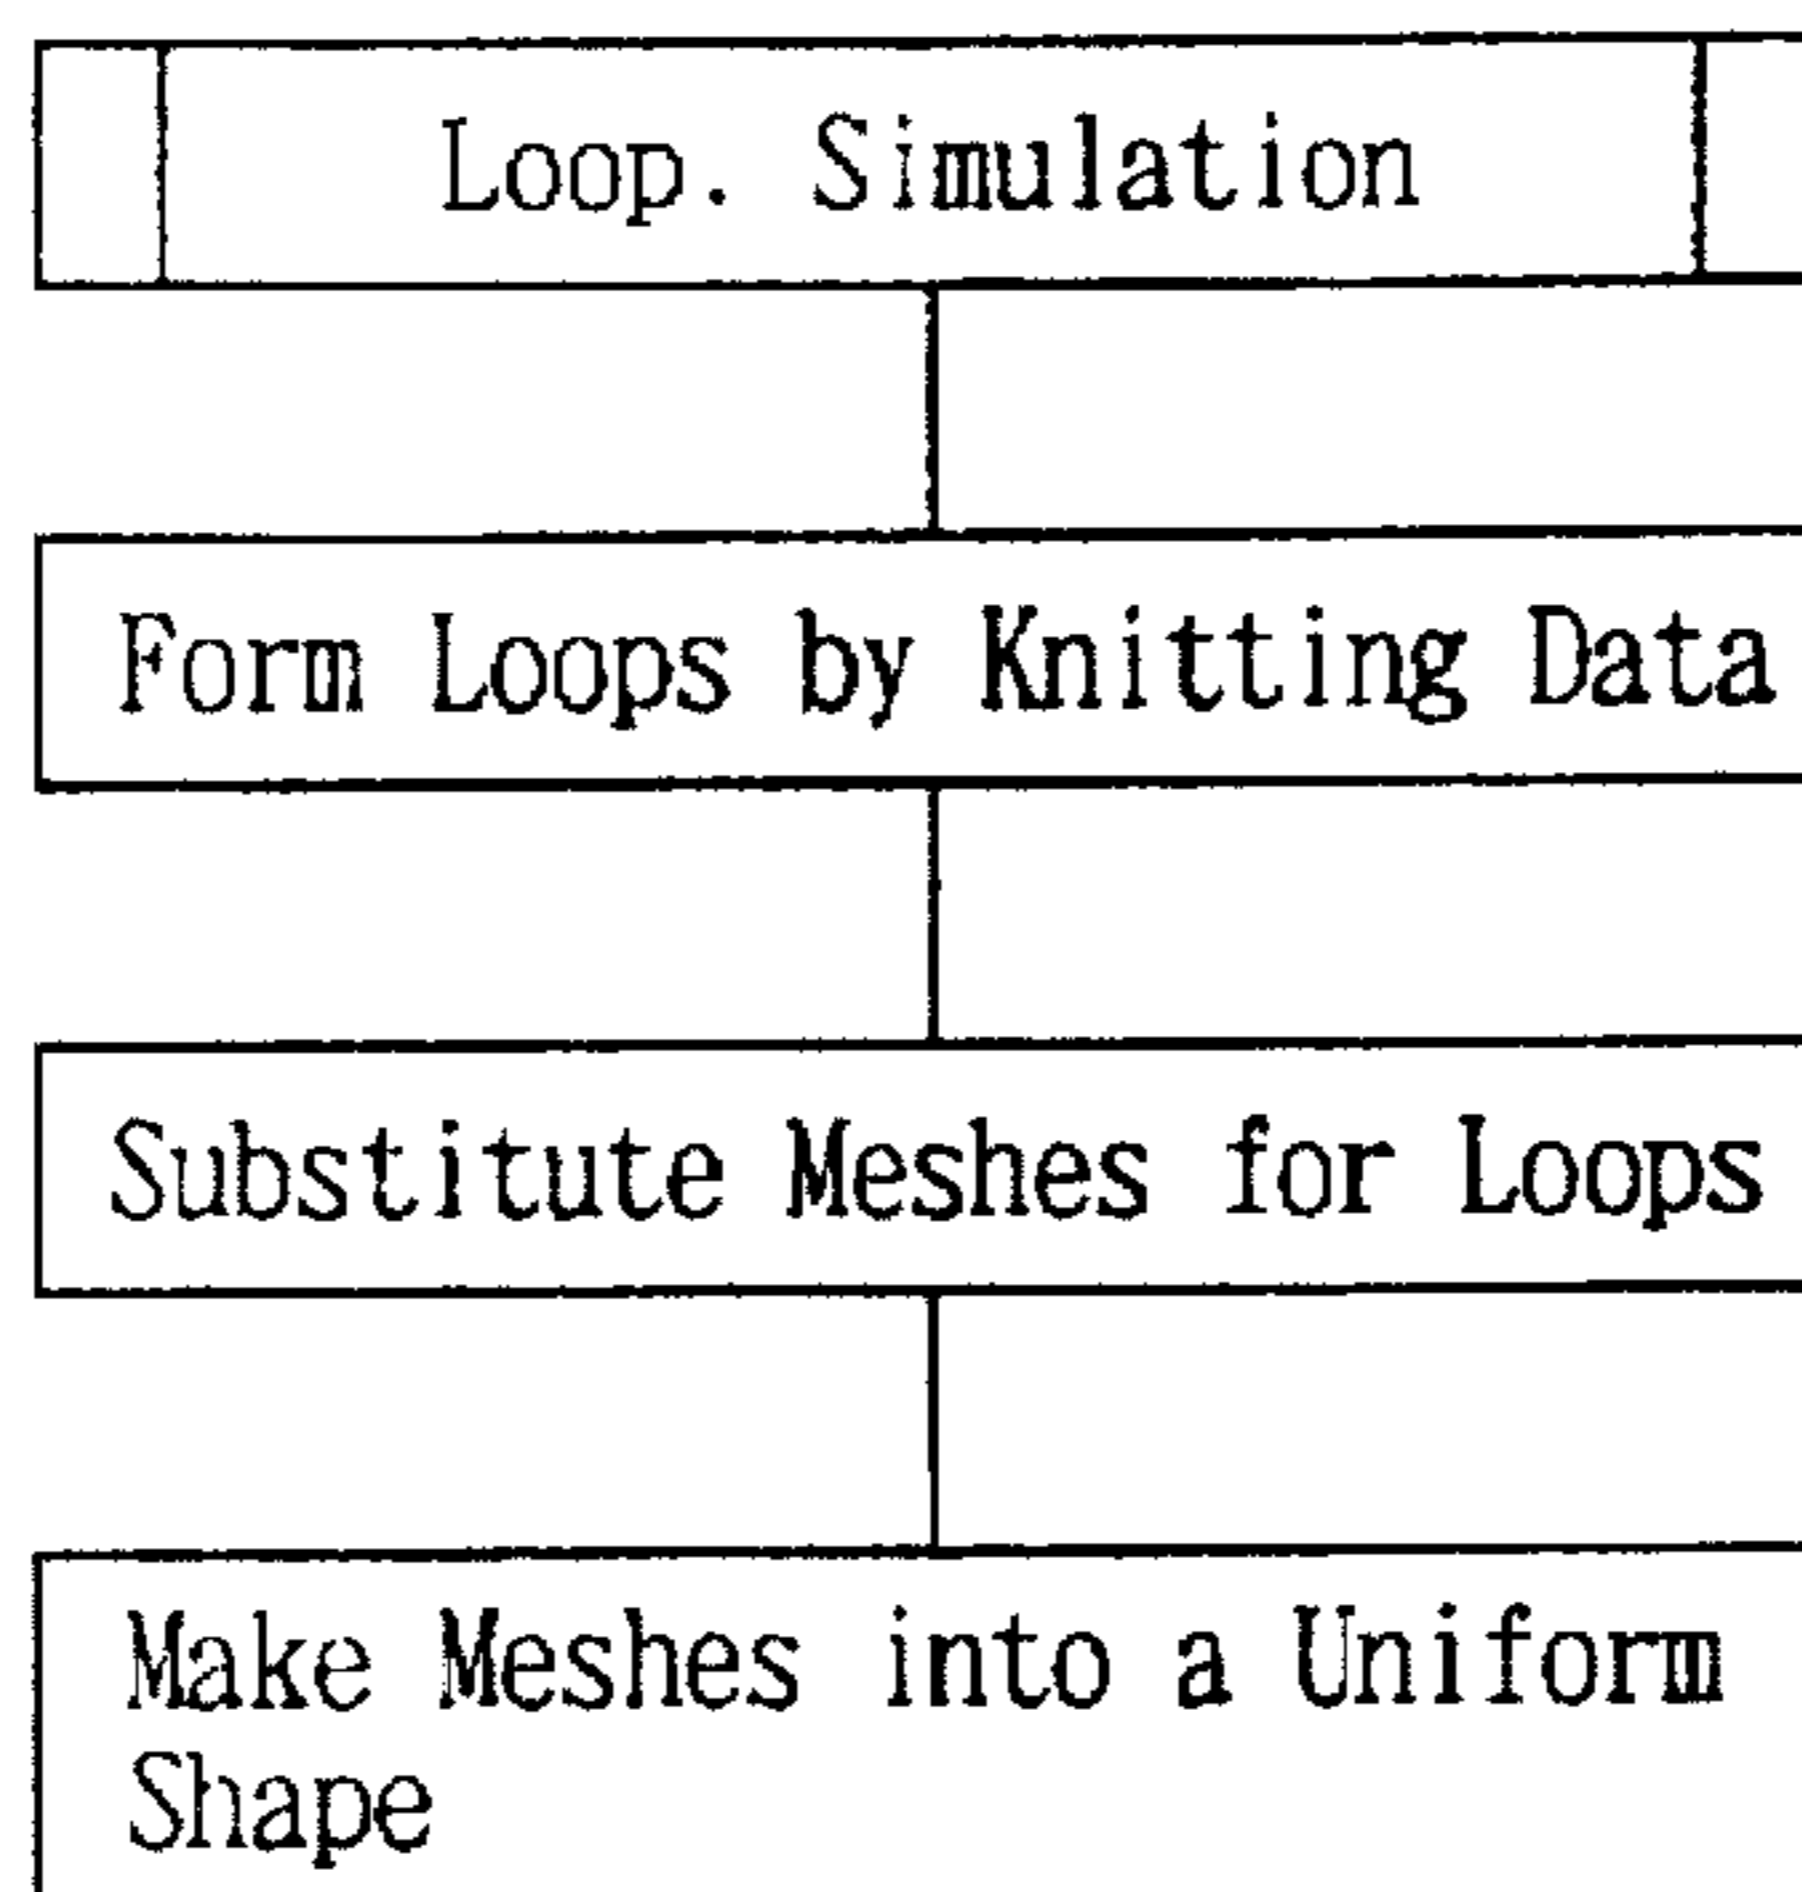 Loop. Simulation
Form Loops by Knitting Data
Substitute Meshes for Loops
Make Meshes into a Uniform
Shape